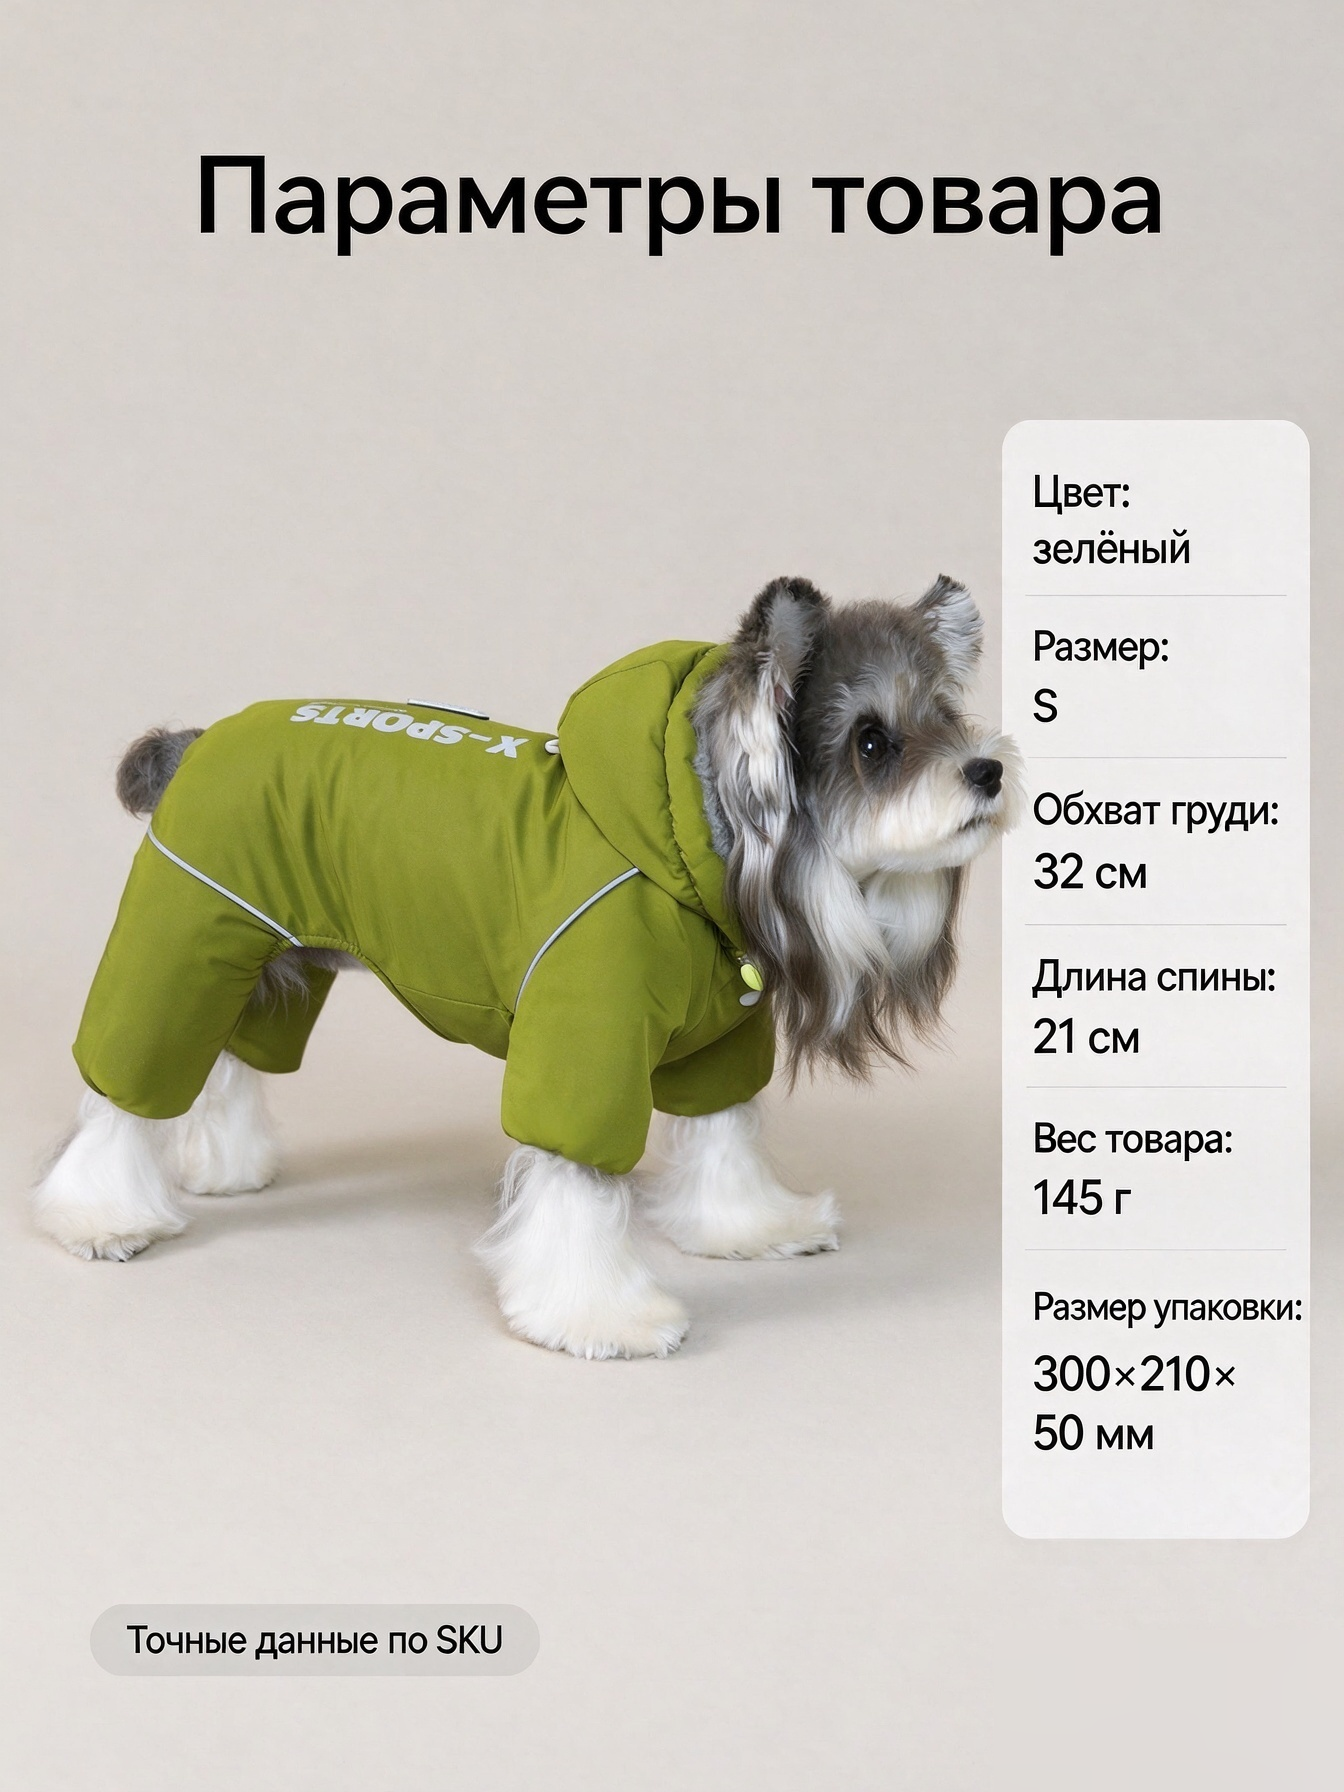 Параметры товара
X-SPORTS
Цвет:
зелёный
Размер:
S
Обхват груди:
32 см
Длина спины:
21 см
Вес товара:
145 г
Размер упаковки:
300×210×
50 мм
Точные данные по SKU